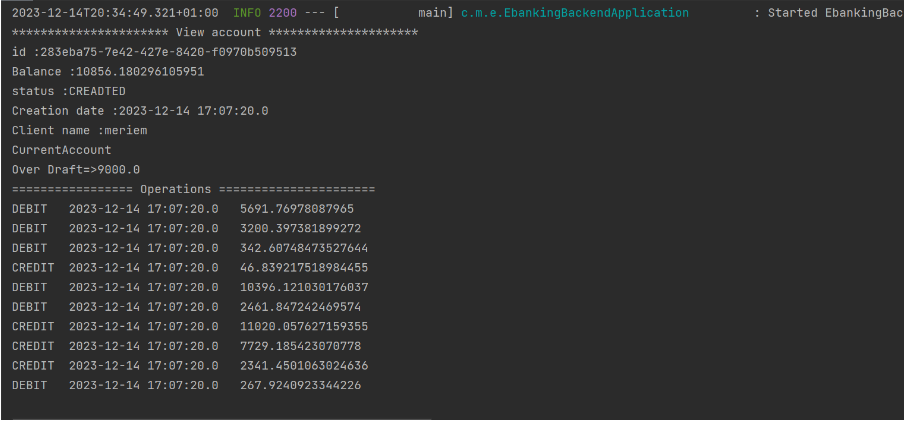 2023-12-14T20:34:49.321+01:00  INFO 2200 --- [           main] c.m.e.EbankingBackendApplication         : Started EbankingBac
********************** View account *********************
id :283eba75-7e42-427e-8420-f0970b509513
Balance :10856.180296105951
status :CREADTED
Creation date :2023-12-14 17:07:20.0
Client name :meriem
CurrentAccount
Over Draft=>9000.0
================= Operations ======================
DEBIT   2023-12-14 17:07:20.0   5691.76978087965
DEBIT   2023-12-14 17:07:20.0   3200.397381899272
DEBIT   2023-12-14 17:07:20.0   342.60748473527644
CREDIT  2023-12-14 17:07:20.0   46.839217518984455
DEBIT   2023-12-14 17:07:20.0   10396.121030176037
DEBIT   2023-12-14 17:07:20.0   2461.847242469574
CREDIT  2023-12-14 17:07:20.0   11020.057627159355
CREDIT  2023-12-14 17:07:20.0   7729.185423070778
CREDIT  2023-12-14 17:07:20.0   2341.4501063024636
DEBIT   2023-12-14 17:07:20.0   267.9240923344226